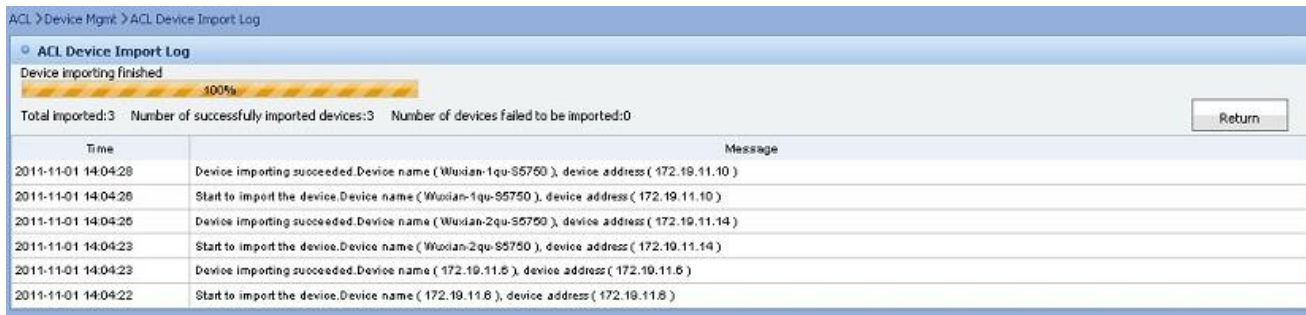 ACL > Device Mgmt > ACL Device Import Log
ACL Device Import Log
Device importing finished
100%
Total imported:3 Number of successfully imported devices:3 Number of devices failed to be imported:0
Return
Time Message
2011-11-01 14:04:28 Device importing succeeded.Device name ( Wuxian-1qu-S5750 ), device address ( 172.19.11.10 )
2011-11-01 14:04:26 Start to import the device.Device name ( Wuxian-1qu-S5750 ), device address ( 172.19.11.10 )
2011-11-01 14:04:26 Device importing succeeded.Device name ( Wuxian-2qu-S5750 ), device address ( 172.19.11.14 )
2011-11-01 14:04:23 Start to import the device.Device name ( Wuxian-2qu-S5750 ), device address ( 172.19.11.14 )
2011-11-01 14:04:23 Device importing succeeded.Device name ( 172.19.11.6 ), device address ( 172.19.11.6 )
2011-11-01 14:04:22 Start to import the device.Device name ( 172.19.11.6 ), device address ( 172.19.11.6 )